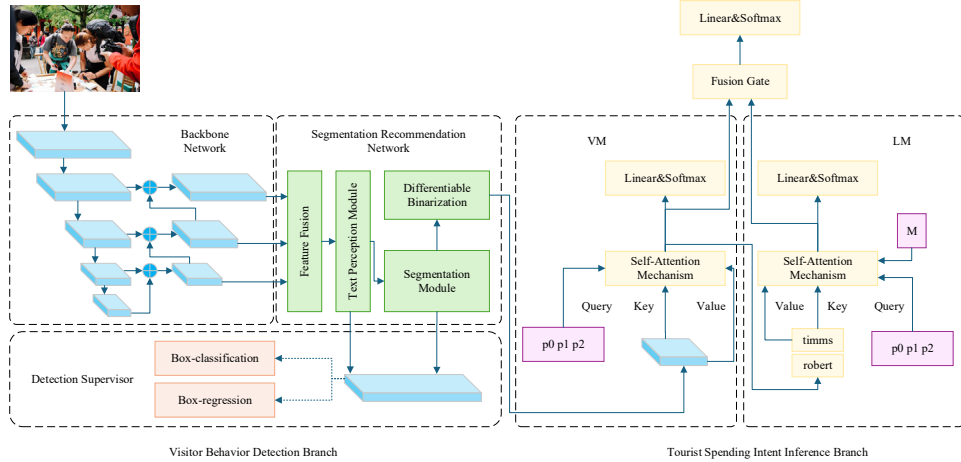 Linear&Softmax
Fusion Gate
Backbone
Network
Segmentation Recommendation
Network
VM
LM
Feature Fusion
Text Perception Module
Differentiable
Binarization
Segmentation
Module
Linear&Softmax
Linear&Softmax
M
Self-Attention
Mechanism
Self-Attention
Mechanism
Query
Key
Value
Value
Key
Query
p0 p1 p2
timms
robert
p0 p1 p2
Detection Supervisor
Box-classification
Box-regression
Visitor Behavior Detection Branch
Tourist Spending Intent Inference Branch